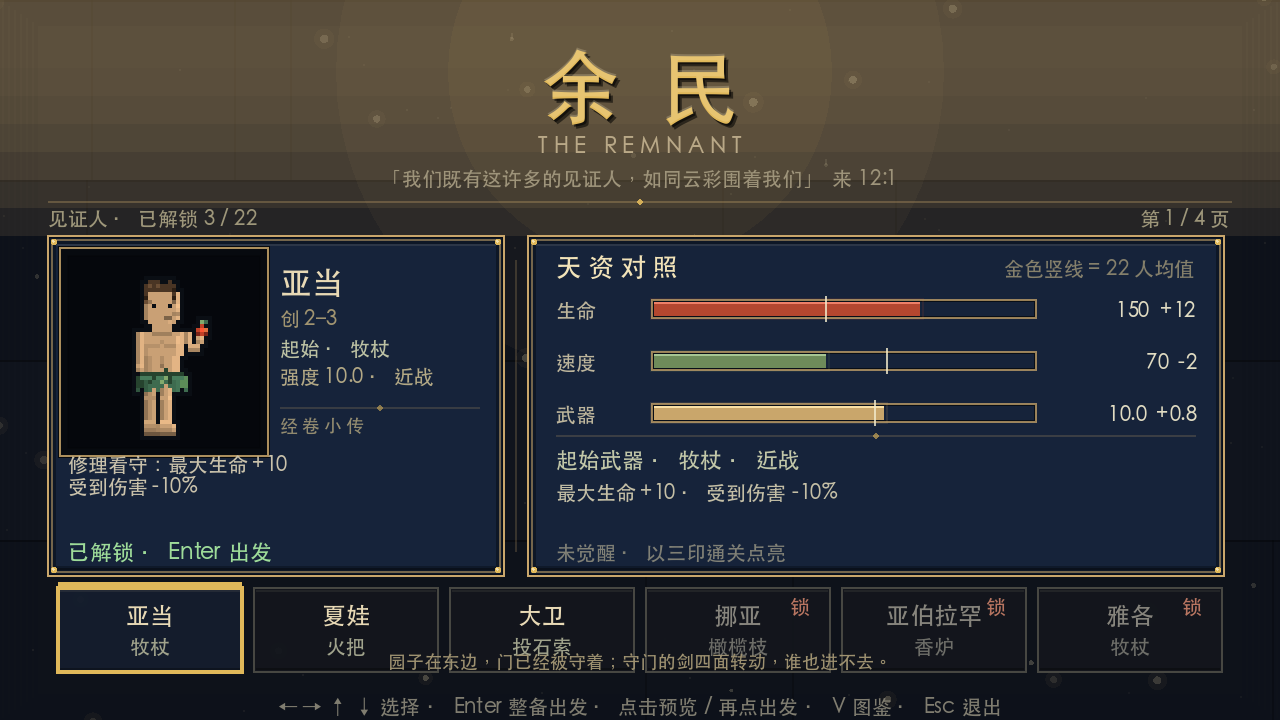 余民
THE REMNANT
「我们既有这许多的见证人，如同云彩围着我们」 来 12:1
见证人· 已解锁 3 / 22
第 1 / 4 页
亚当
创 2–3
起始· 牧杖
强度 10.0· 近战
经卷小传
修理看守：最大生命 +10
受到伤害 -10%
已解锁· Enter 出发
天资对照
金色竖线 = 22 人均值
生命 150 +12
速度 70 -2
武器 10.0 +0.8
起始武器· 牧杖· 近战
最大生命 +10· 受到伤害 -10%
未觉醒· 以三印通关点亮
亚当
牧杖
夏娃
火把
大卫
投石索
挪亚 锁
橄榄枝
亚伯拉罕 锁
香炉
雅各 锁
牧杖
园子在东边，门已经被守着；守门的剑四面转动，谁也进不去。
←→ ↑ ↓ 选择· Enter 整备出发· 点击预览 / 再点出发· V 图鉴· Esc 退出